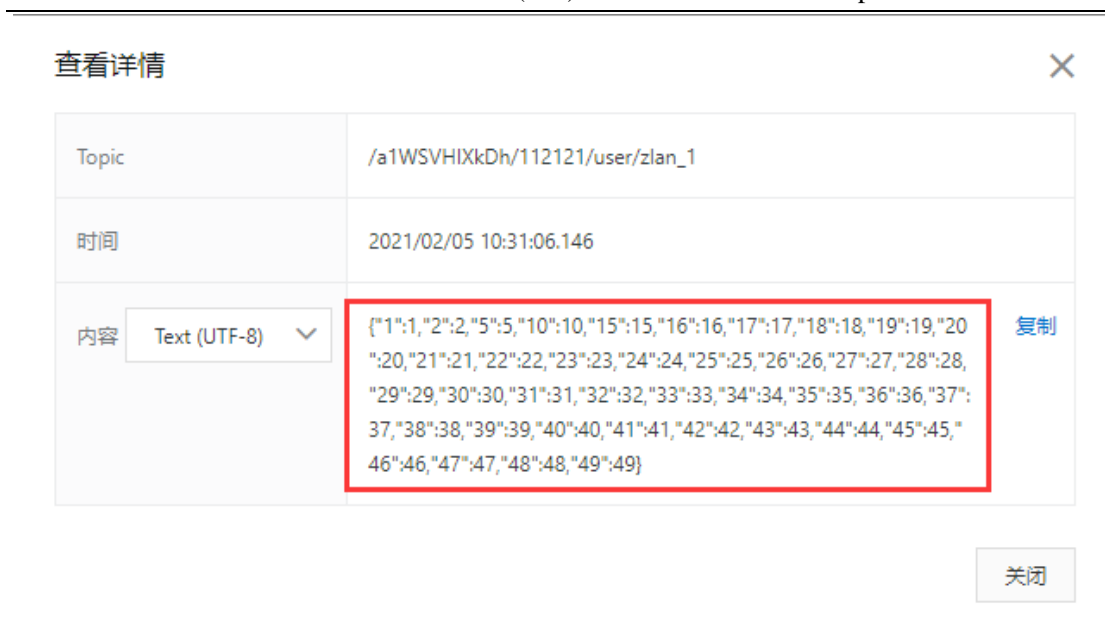 查看详情
Topic
/a1WSVHIXkDh/112121/user/zlan_1
时间
2021/02/05 10:31:06.146
内容
Text (UTF-8)
{"1":1,"2":2,"5":5,"10":10,"15":15,"16":16,"17":17,"18":18,"19":19,"20
":20,"21":21,"22":22,"23":23,"24":24,"25":25,"26":26,"27":27,"28":28,
"29":29,"30":30,"31":31,"32":32,"33":33,"34":34,"35":35,"36":36,"37":
37,"38":38,"39":39,"40":40,"41":41,"42":42,"43":43,"44":44,"45":45,"
46":46,"47":47,"48":48,"49":49}
复制
关闭